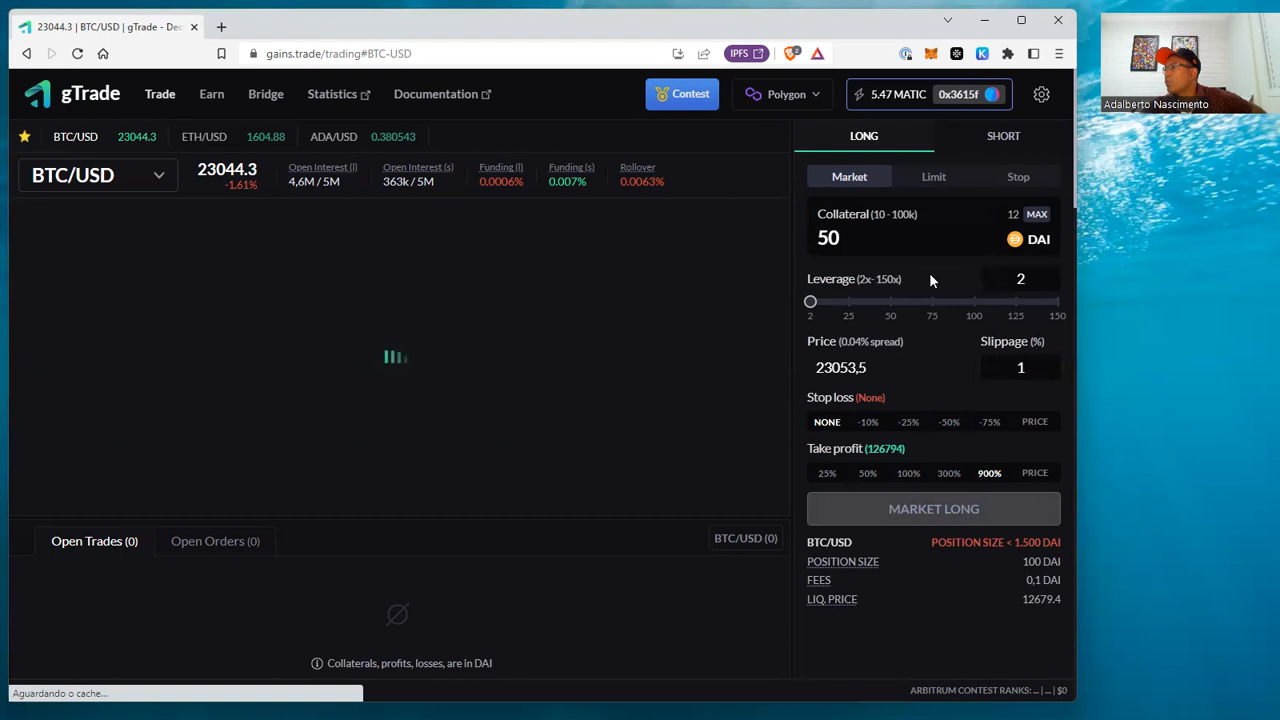 23044.3 | BTC/USD | gTrade - Dec
gains.trade/trading#BTC-USD
IPFS
2
Adalberto Nascimento
gTrade
Trade
Earn
Bridge
Statistics
Documentation
Contest
Polygon
5.47 MATIC
0x3615f
BTC/USD 23044.3
ETH/USD 1604.88
ADA/USD 0.380543
BTC/USD
23044.3
-1.61%
Open Interest (l)
4,6M / 5M
Open Interest (s)
363k / 5M
Funding (l)
0.0006%
Funding (s)
0.007%
Rollover
0.0063%
LONG
SHORT
Market
Limit
Stop
Collateral (10 - 100k)
12 MAX
50
DAI
Leverage (2x- 150x)
2
2 25 50 75 100 125 150
Price (0.04% spread)
Slippage (%)
23053,5
1
Stop loss (None)
NONE -10% -25% -50% -75% PRICE
Take profit (126794)
25% 50% 100% 300% 900% PRICE
MARKET LONG
BTC/USD POSITION SIZE < 1.500 DAI
POSITION SIZE 100 DAI
FEES 0,1 DAI
LIQ. PRICE 12679.4
Open Trades (0)
Open Orders (0)
BTC/USD (0)
Collaterals, profits, losses, are in DAI
Aguardando o cache...
ARBITRUM CONTEST RANKS: ... | ... | $0